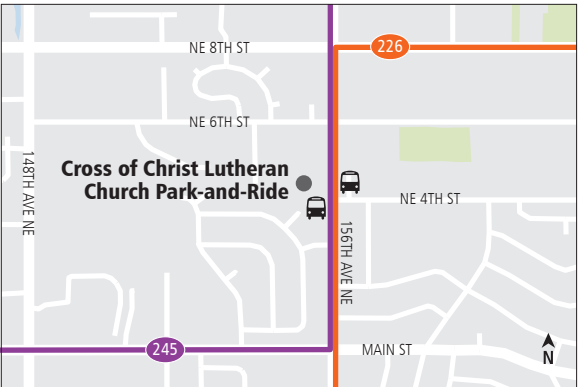 NE 8TH ST
226
NE 6TH ST
148TH AVE NE
Cross of Christ Lutheran
Church Park-and-Ride
NE 4TH ST
156TH AVE NE
245
MAIN ST
N